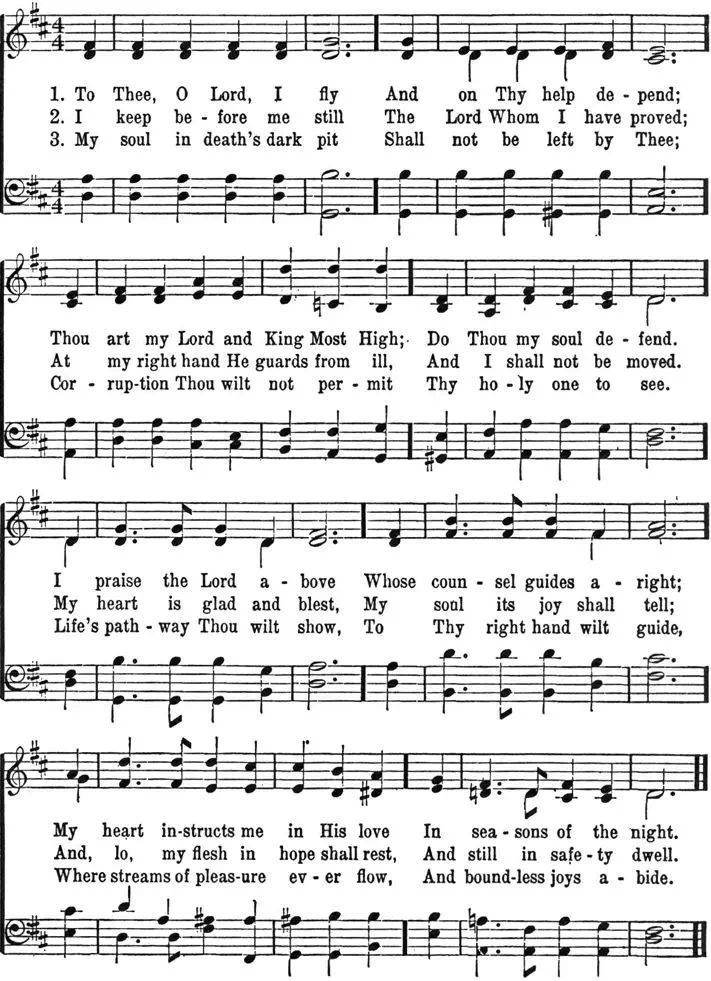 1. To Thee, O Lord, I fly And on Thy help de - pend;
2. I keep be - fore me still The Lord Whom I have proved;
3. My soul in death's dark pit Shall not be left by Thee;
Thou art my Lord and King Most High; Do Thou my soul de - fend.
At my right hand He guards from ill, And I shall not be moved.
Cor - rup-tion Thou wilt not per - mit Thy ho - ly one to see.
I praise the Lord a - bove Whose coun - sel guides a - right;
My heart is glad and blest, My soul its joy shall tell;
Life's path - way Thou wilt show, To Thy right hand wilt guide,
My heart in-structs me in His love In sea - sons of the night.
And, lo, my flesh in hope shall rest, And still in safe - ty dwell.
Where streams of pleas-ure ev - er flow, And bound-less joys a - bide.